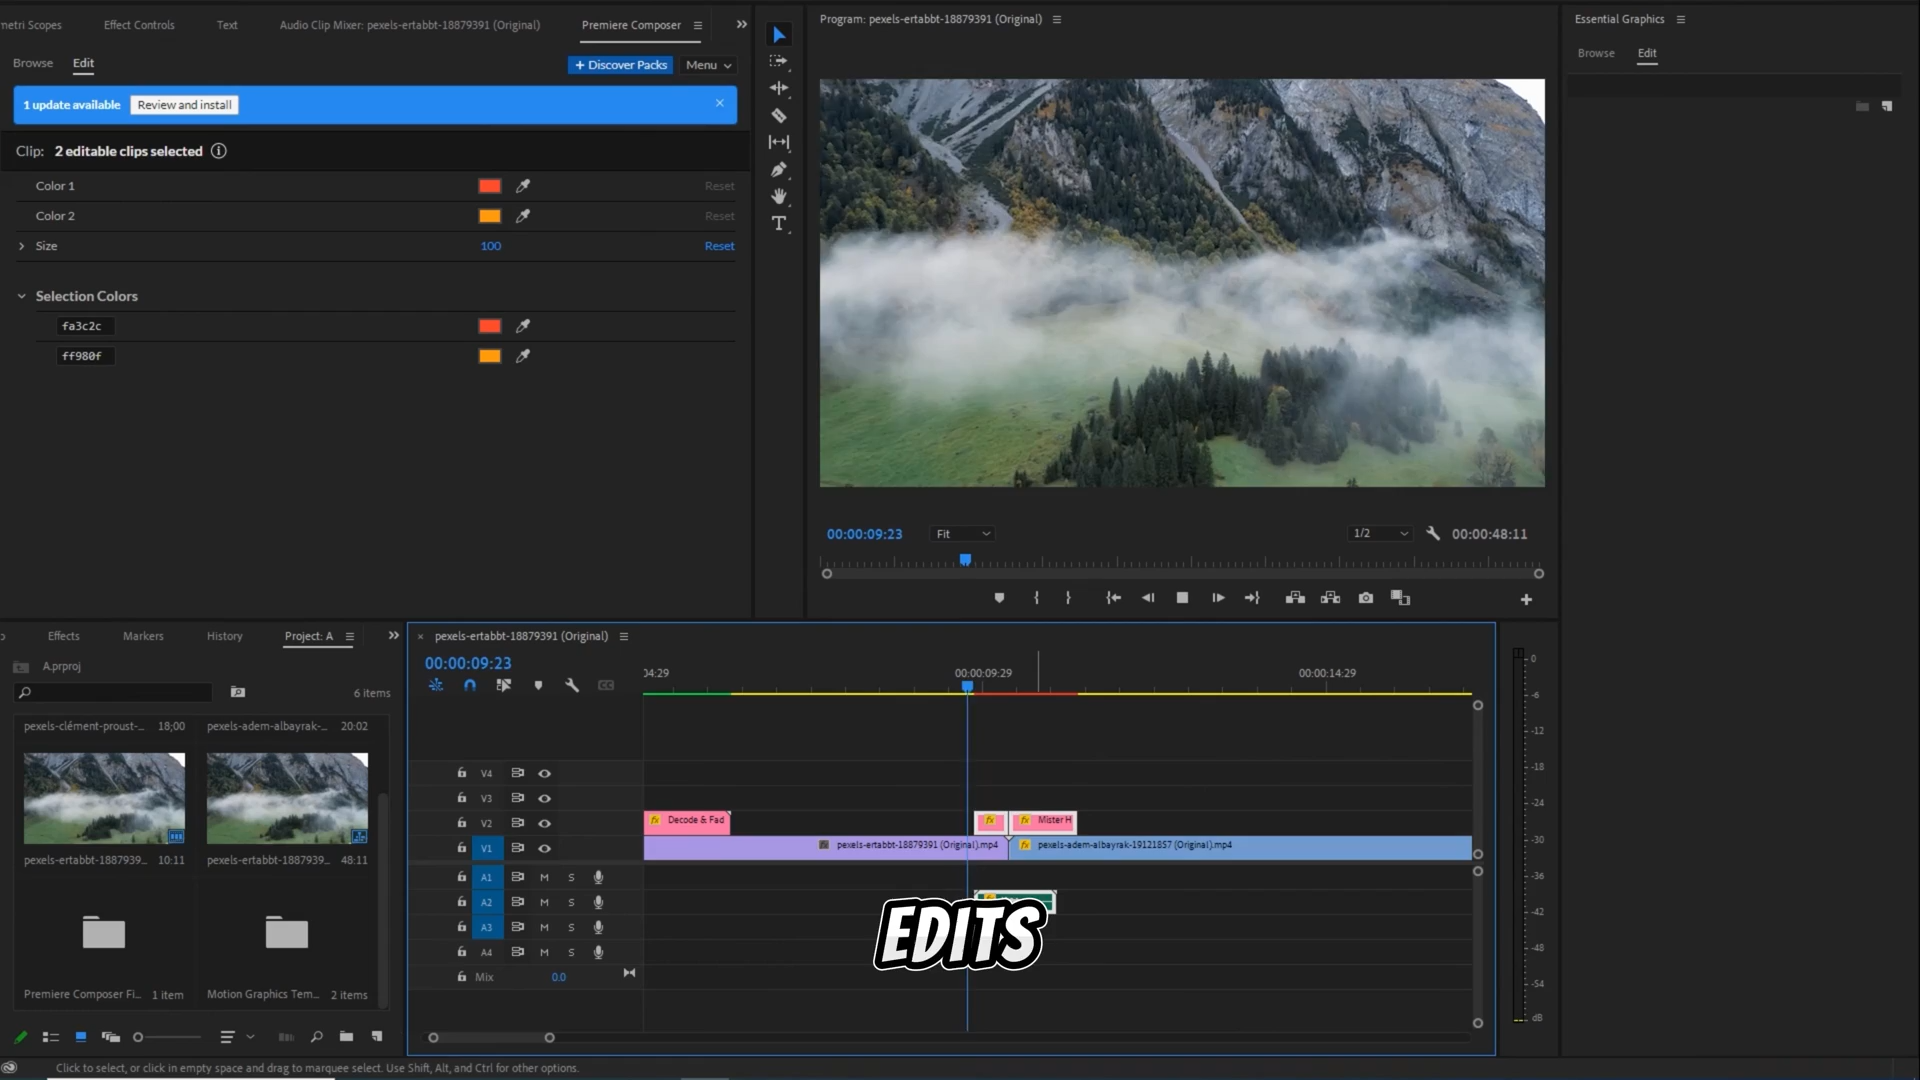 metri Scopes
Effect Controls
Text
Audio Clip Mixer: pexels-ertabbt-18879391 (Original)
Premiere Composer
Browse
Edit
+ Discover Packs
Menu
1 update available
Review and install
Clip: 2 editable clips selected
Color 1
Reset
Color 2
Reset
Size
100
Reset
Selection Colors
fa3c2c
ff980f
T
Program: pexels-ertabbt-18879391 (Original)
00:00:09:23
Fit
1/2
00:00:48:11
Essential Graphics
Browse
Edit
Effects
Markers
History
Project: A
A.prproj
6 items
pexels-clément-proust-...
18;00
pexels-adem-albayrak-...
20:02
pexels-ertabbt-1887939...
10:11
pexels-ertabbt-1887939...
48:11
Premiere Composer Fi...
1 item
Motion Graphics Tem...
2 items
pexels-ertabbt-18879391 (Original)
00:00:09:23
04:29
00:00:09:29
00:00:14:29
V4
V3
V2
fx Decode & Fad
fx
fx Mister H
V1
pexels-ertabbt-18879391 (Original).mp4
fx pexels-adem-albayrak-19121857 (Original).mp4
A1 M S
A2 M S
A3 M S
A4 M S
Mix 0.0
EDITS
0
-6
-12
-18
-24
-30
-36
-42
-48
-54
dB
Click to select, or click in empty space and drag to marquee select. Use Shift, Alt, and Ctrl for other options.